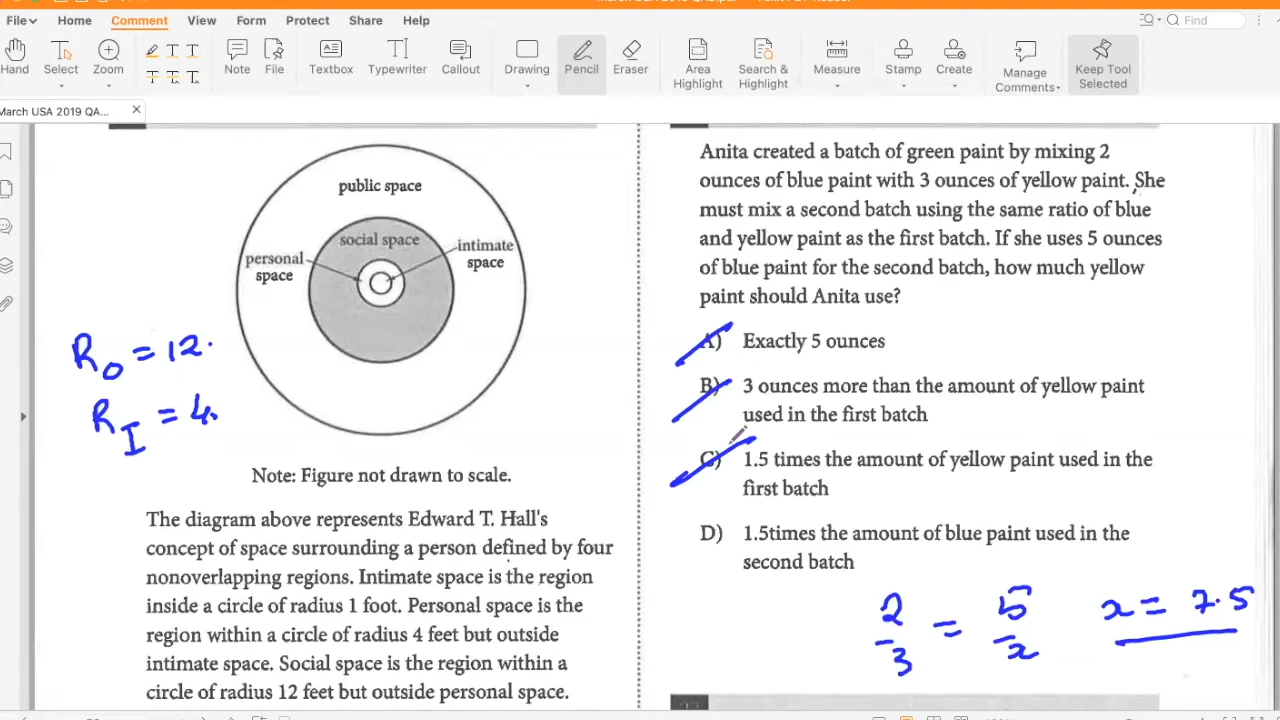 File Home Comment View Form Protect Share Help Find
Hand Select Zoom Note File Textbox Typewriter Callout Drawing Pencil Eraser Area Highlight Search & Highlight Measure Stamp Create Manage Comments Keep Tool Selected
March USA 2019 QA...
public space
social space
personal space
intimate space
R_O = 12.
R_I = 4.
Note: Figure not drawn to scale.
The diagram above represents Edward T. Hall's
concept of space surrounding a person defined by four
nonoverlapping regions. Intimate space is the region
inside a circle of radius 1 foot. Personal space is the
region within a circle of radius 4 feet but outside
intimate space. Social space is the region within a
circle of radius 12 feet but outside personal space.
Anita created a batch of green paint by mixing 2
ounces of blue paint with 3 ounces of yellow paint. She
must mix a second batch using the same ratio of blue
and yellow paint as the first batch. If she uses 5 ounces
of blue paint for the second batch, how much yellow
paint should Anita use?
A) Exactly 5 ounces
B) 3 ounces more than the amount of yellow paint
used in the first batch
C) 1.5 times the amount of yellow paint used in the
first batch
D) 1.5times the amount of blue paint used in the
second batch
2/3 = 5/x x = 7.5